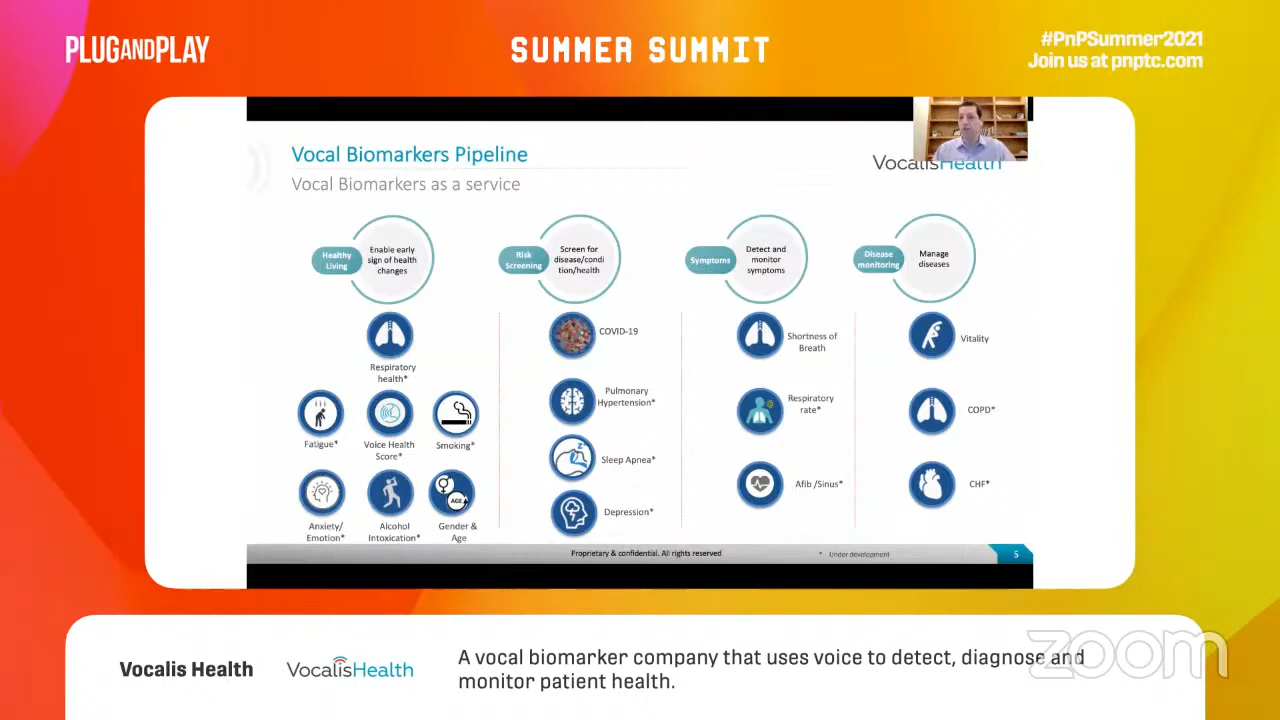 PLUGANDPLAY
SUMMER SUMMIT
#PnPSummer2021
Join us at pnptc.com
Vocal Biomarkers Pipeline
Vocal Biomarkers as a service
VocalisHealth
Healthy
Living
Enable early
sign of health
changes
Risk
Screening
Screen for
disease/condi
tion/health
Symptoms
Detect and
monitor
symptoms
Disease
monitoring
Manage
diseases
Respiratory
health*
Fatigue*
Voice Health
Score*
Smoking*
Anxiety/
Emotion*
Alcohol
Intoxication*
AGE
Gender &
Age
COVID-19
Pulmonary
Hypertension*
Sleep Apnea*
Depression*
Shortness of
Breath
Respiratory
rate*
Afib /Sinus*
Vitality
COPD*
CHF*
Proprietary & confidential. All rights reserved
* Under development
5
Vocalis Health
VocalisHealth
A vocal biomarker company that uses voice to detect, diagnose and
monitor patient health.
zoom